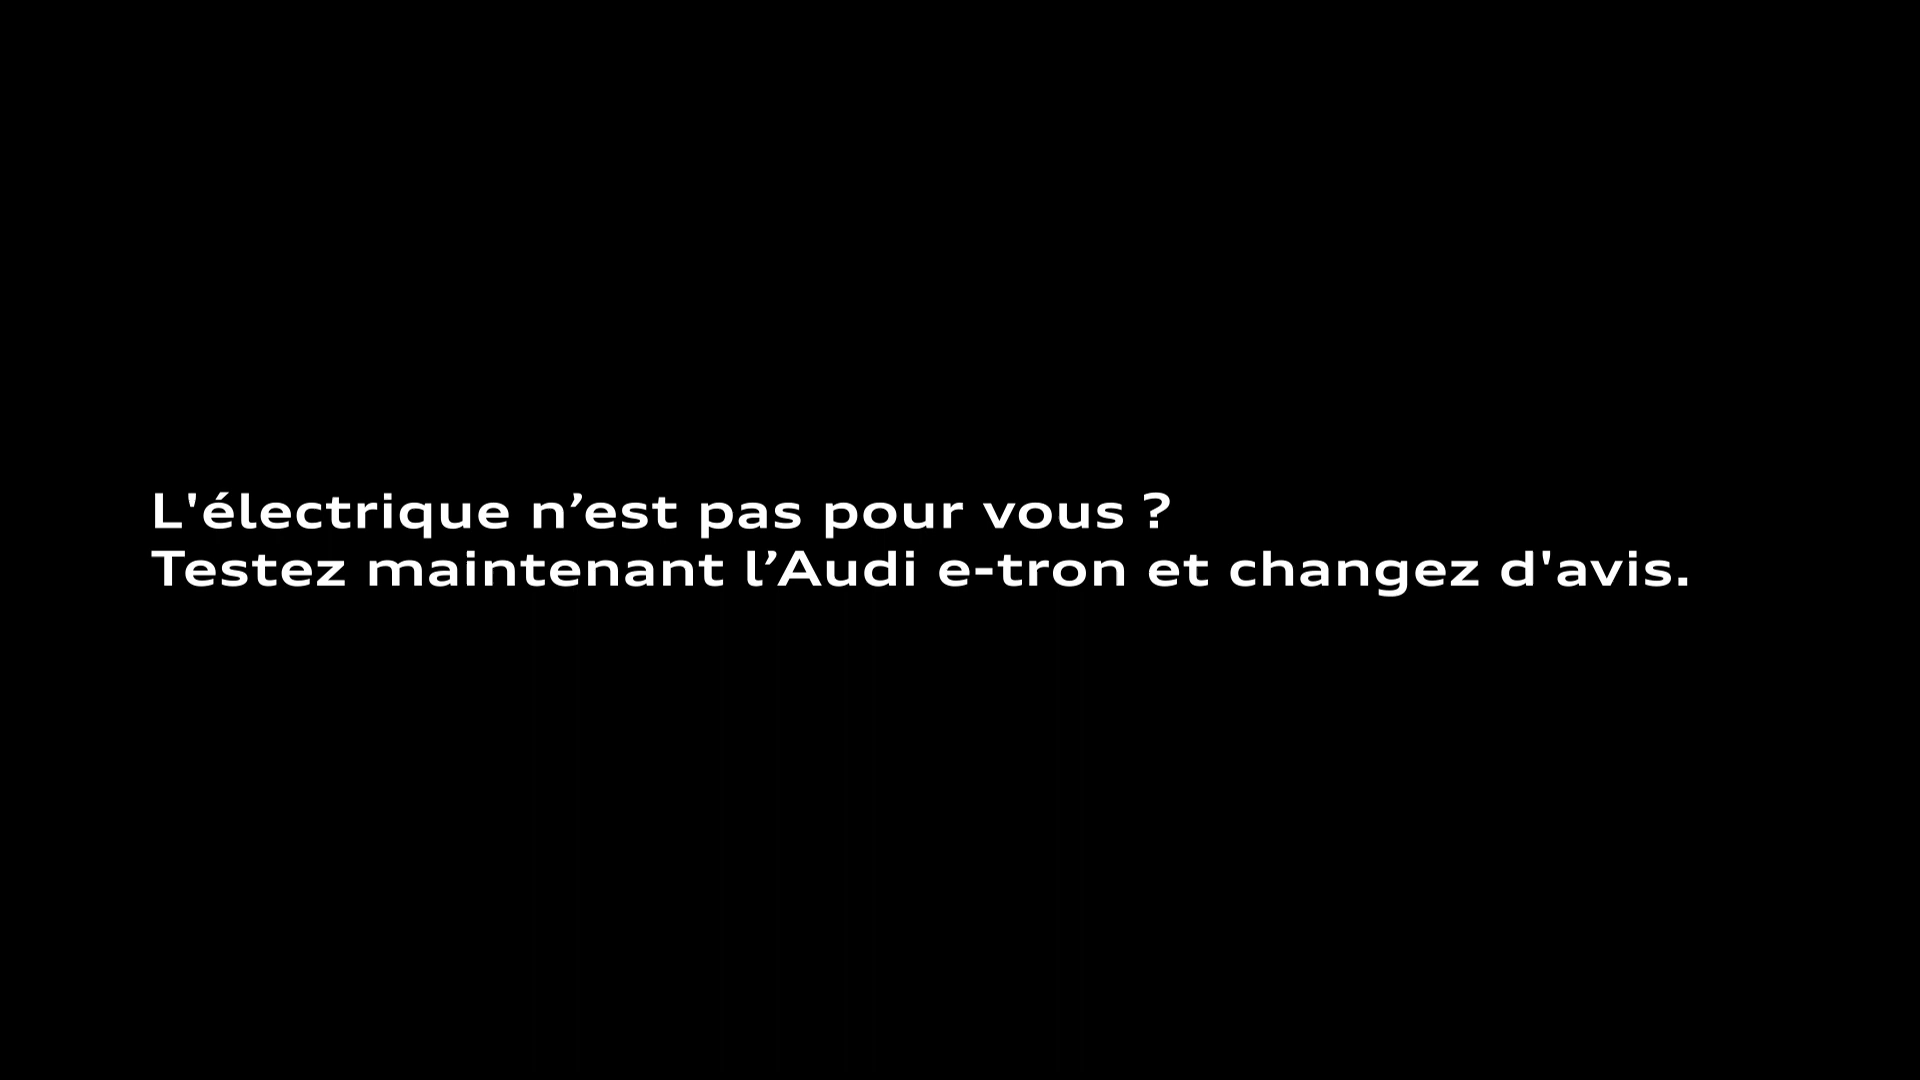 L'électrique n’est pas pour vous ?
Testez maintenant l’Audi e-tron et changez d'avis.